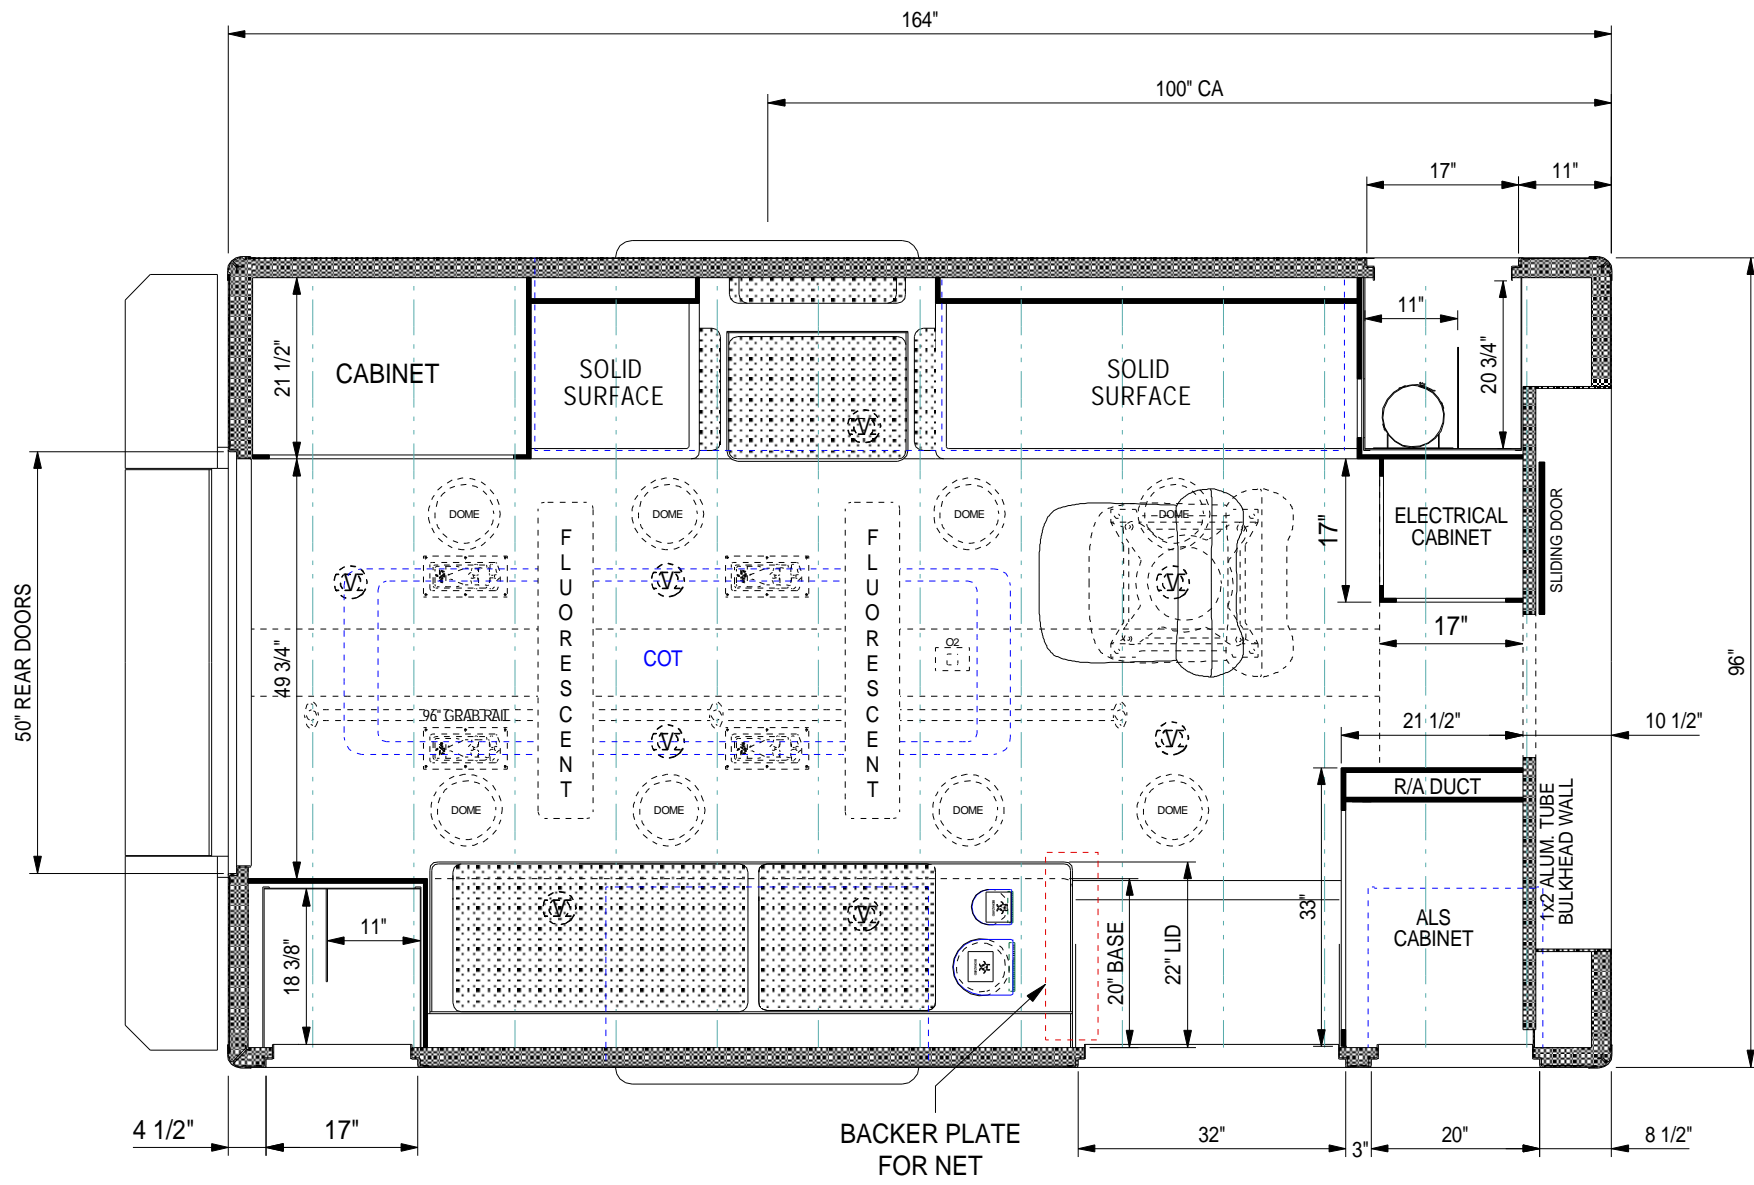 164"
100" CA
17"
11"
11"
20 3/4"
21 1/2"
CABINET
SOLID
SURFACE
SOLID
SURFACE
DOME
DOME
DOME
DOME
FLUORESCENT
FLUORESCENT
17"
ELECTRICAL
CABINET
SLIDING DOOR
17"
50" REAR DOORS
49 3/4"
COT
O2
96" GRAB RAIL
96"
21 1/2"
10 1/2"
DOME
DOME
DOME
DOME
R/A DUCT
1x2 ALUM. TUBE
BULKHEAD WALL
33"
ALS
CABINET
20" BASE
22" LID
11"
18 3/8"
4 1/2"
17"
BACKER PLATE
FOR NET
32"
3"
20"
8 1/2"